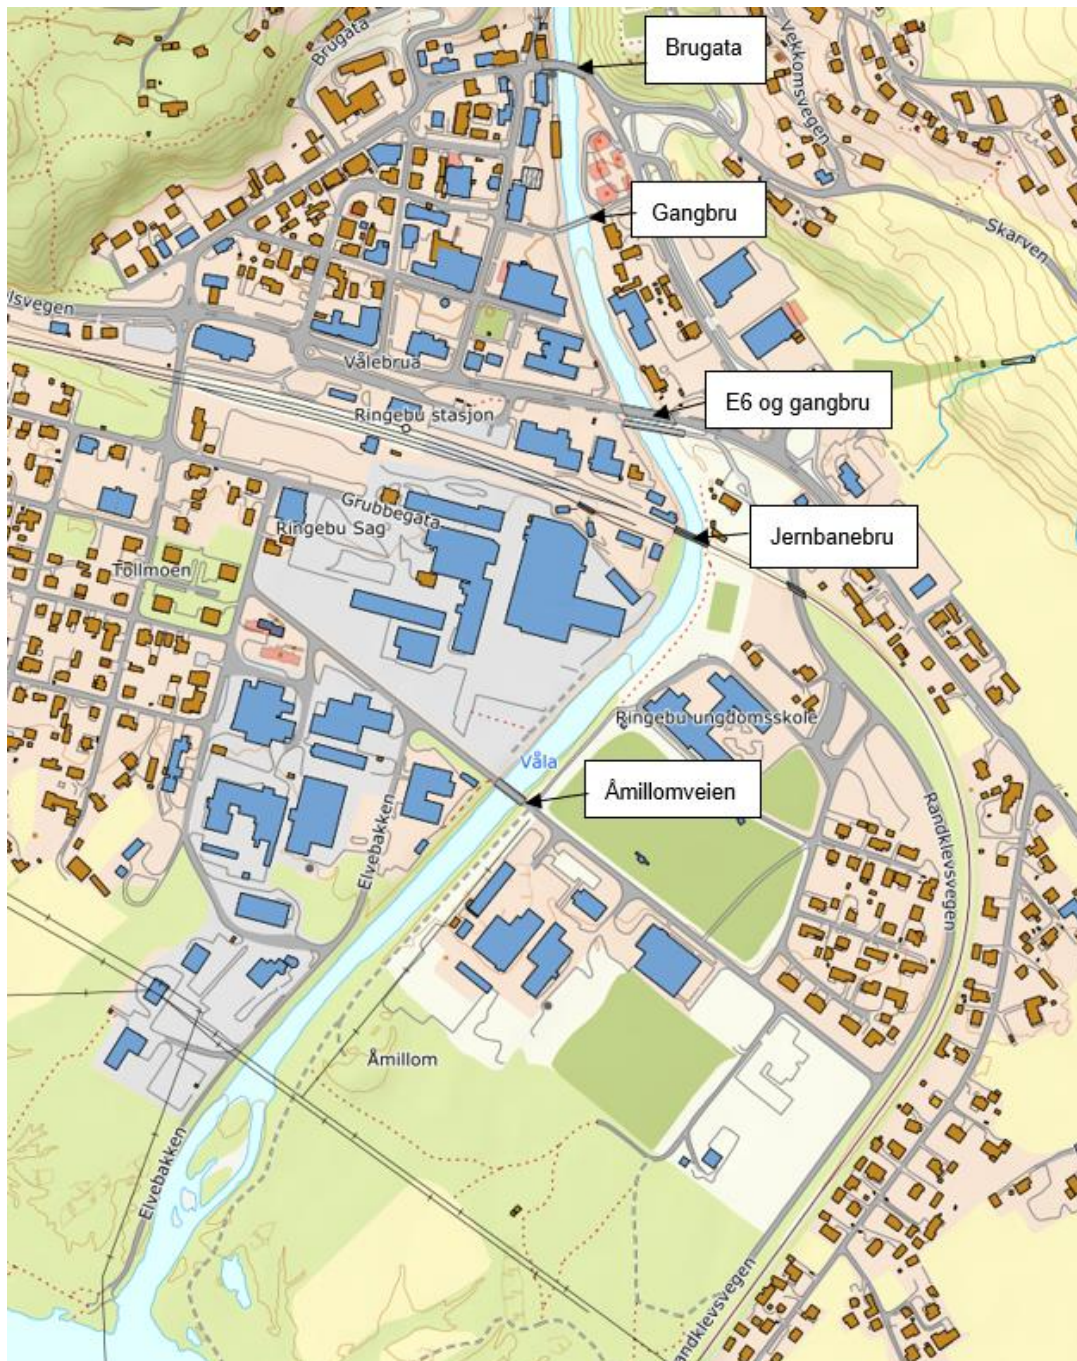 Brugata
Brugata
Vekkomsvegen
Gangbru
Skarven
lsvegen
Vålebrua
E6 og gangbru
Ringebu stasjon
Grubbegata
Ringebu Sag
Jernbanebru
Tollmoen
Ringebu ungdomsskole
Våla
Åmillomveien
Randklevsvegen
Elvebakken
Åmillom
Elvebakken
Randklevsvegen